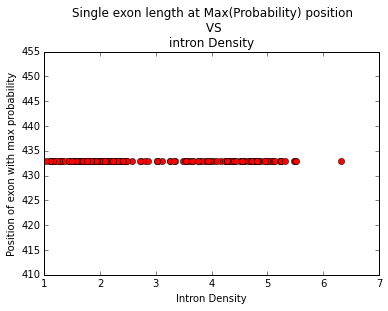 Single exon length at Max(Probability) position
VS
intron Density
455
450
445
440
435
430
425
420
415
410
Position of exon with max probability
1 2 3 4 5 6 7
Intron Density